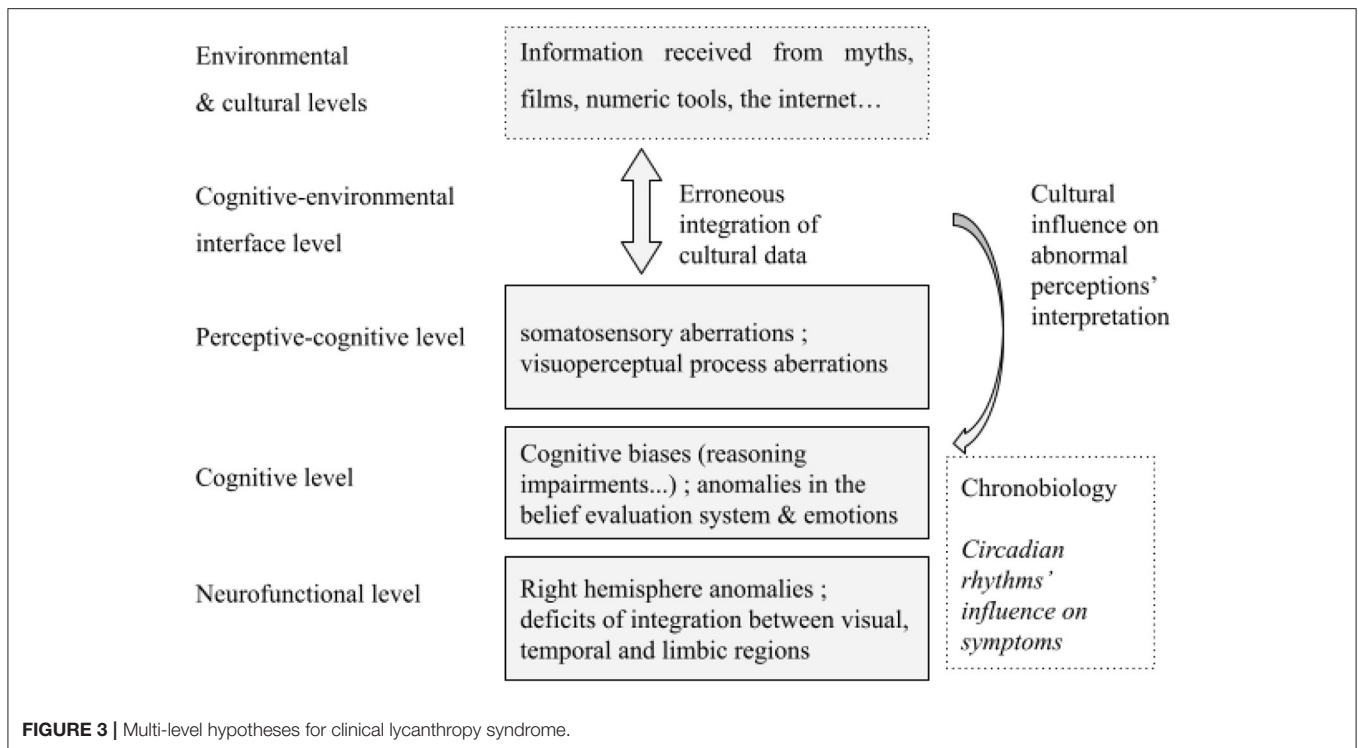 Environmental
& cultural levels
Information received from myths,
films, numeric tools, the internet…
Cognitive-environmental
interface level
Erroneous
integration of
cultural data
Cultural
influence on
abnormal
perceptions’
interpretation
Perceptive-cognitive level
somatosensory aberrations ;
visuoperceptual process aberrations
Cognitive level
Cognitive biases (reasoning
impairments...) ; anomalies in the
belief evaluation system & emotions
Chronobiology
Circadian
rhythms’
influence on
symptoms
Neurofunctional level
Right hemisphere anomalies ;
deficits of integration between visual,
temporal and limbic regions
FIGURE 3 | Multi-level hypotheses for clinical lycanthropy syndrome.